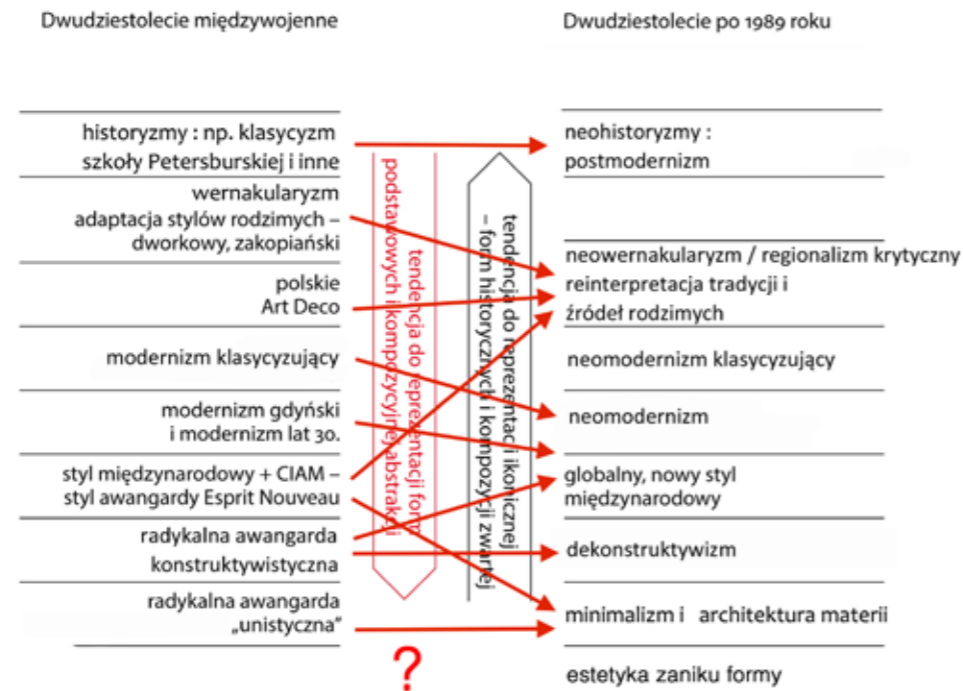 Dwudziestolecie międzywojenne
Dwudziestolecie po 1989 roku
historyzmy : np. klasycyzm
szkoły Petersburskiej i inne
wernakularyzm
adaptacja stylów rodzimych –
dworkowy, zakopiański
polskie
Art Deco
modernizm klasycyzujący
modernizm gdyński
i modernizm lat 30.
styl międzynarodowy + CIAM –
styl awangardy Esprit Nouveau
radykalna awangarda
konstruktywistyczna
radykalna awangarda
„unistyczna”
tendencja do reprezentacji form
podstawowych i kompozycyjnej abstrakcji
tendencja do reprezentacji ikonicznej
– form historycznych i kompozycji zwartej
?
neohistoryzmy :
postmodernizm
neowernakularyzm / regionalizm krytyczny
reinterpretacja tradycji i
źródeł rodzimych
neomodernizm klasycyzujący
neomodernizm
globalny, nowy styl
międzynarodowy
dekonstruktywizm
minimalizm i architektura materii
estetyka zaniku formy